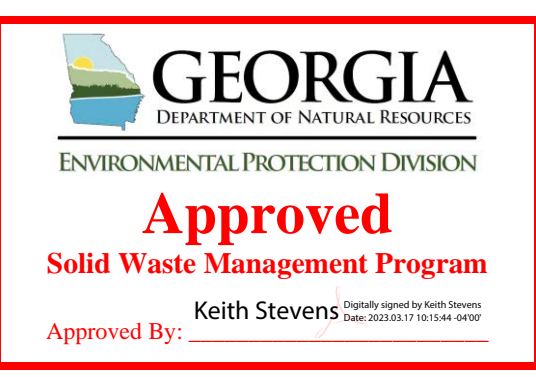 GEORGIA
DEPARTMENT OF NATURAL RESOURCES
ENVIRONMENTAL PROTECTION DIVISION
Approved
Solid Waste Management Program
Keith Stevens
Digitally signed by Keith Stevens
Date: 2023.03.17 10:15:44 -04'00'
Approved By: _________________________